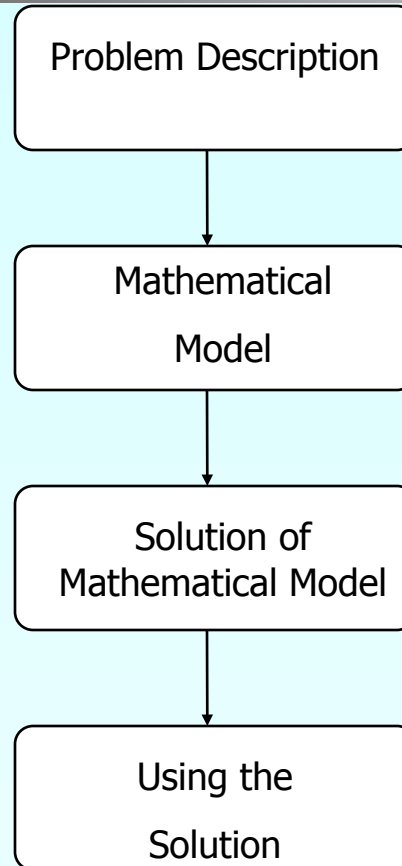 Problem Description
Mathematical
Model
Solution of
Mathematical Model
Using the
Solution